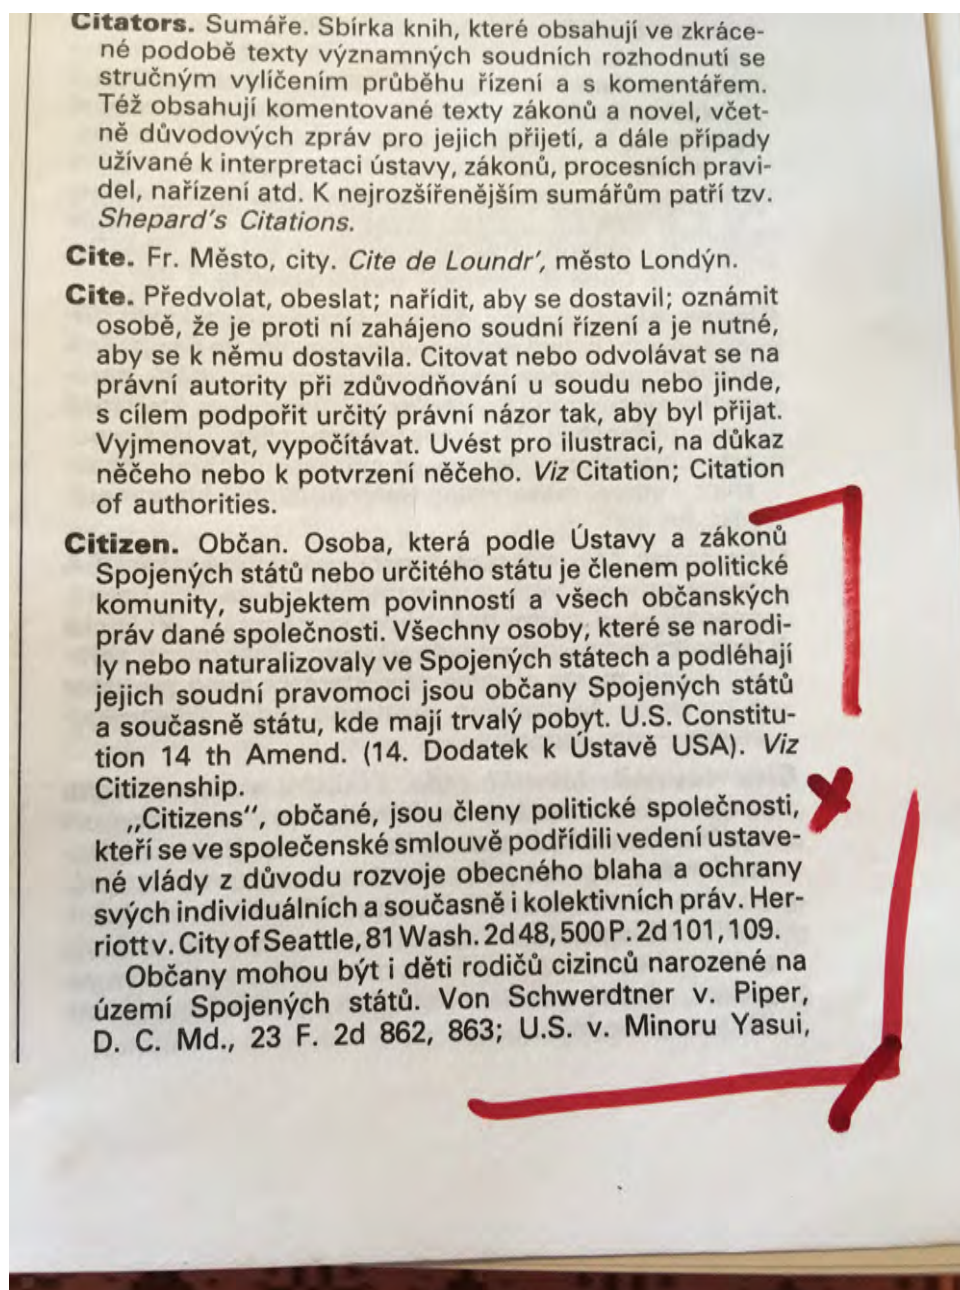 Citators. Sumáře. Sbírka knih, které obsahují ve zkráce-
né podobě texty významných soudních rozhodnutí se
stručným vylíčením průběhu řízení a s komentářem.
Též obsahují komentované texty zákonů a novel, včet-
ně důvodových zpráv pro jejich přijetí, a dále případy
užívané k interpretaci ústavy, zákonů, procesních pravi-
del, nařízení atd. K nejrozšířenějším sumářům patří tzv.
Shepard's Citations.
Cite. Fr. Město, city. Cite de Loundr', město Londýn.
Cite. Předvolat, obeslat; nařídit, aby se dostavil; oznámit
osobě, že je proti ní zahájeno soudní řízení a je nutné,
aby se k němu dostavila. Citovat nebo odvolávat se na
právní autority při zdůvodňování u soudu nebo jinde,
s cílem podpořit určitý právní názor tak, aby byl přijat.
Vyjmenovat, vypočítávat. Uvést pro ilustraci, na důkaz
něčeho nebo k potvrzení něčeho. Viz Citation; Citation
of authorities.
Citizen. Občan. Osoba, která podle Ústavy a zákonů
Spojených států nebo určitého státu je členem politické
komunity, subjektem povinností a všech občanských
práv dané společnosti. Všechny osoby, které se narodi-
ly nebo naturalizovaly ve Spojených státech a podléhají
jejich soudní pravomoci jsou občany Spojených států
a současně státu, kde mají trvalý pobyt. U.S. Constitu-
tion 14 th Amend. (14. Dodatek k Ústavě USA). Viz
Citizenship.
„Citizens", občané, jsou členy politické společnosti,
kteří se ve společenské smlouvě podřídili vedení ustave-
né vlády z důvodu rozvoje obecného blaha a ochrany
svých individuálních a současně i kolektivních práv. Her-
riott v. City of Seattle, 81 Wash. 2d 48, 500 P. 2d 101, 109.
Občany mohou být i děti rodičů cizinců narozené na
území Spojených států. Von Schwerdtner v. Piper,
D. C. Md., 23 F. 2d 862, 863; U.S. v. Minoru Yasui,